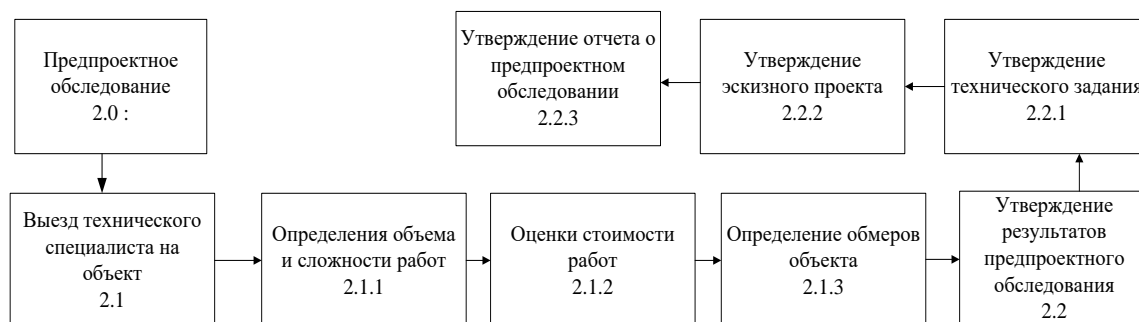 Предпроектное
обследование
2.0 :
Утверждение отчета о
предпроектном
обследовании
2.2.3
Утверждение
эскизного проекта
2.2.2
Утверждение
технического задания
2.2.1
Выезд технического
специалиста на
объект
2.1
Определения объема
и сложности работ
2.1.1
Оценки стоимости
работ
2.1.2
Определение обмеров
объекта
2.1.3
Утверждение
результатов
предпроектного
обследования
2.2